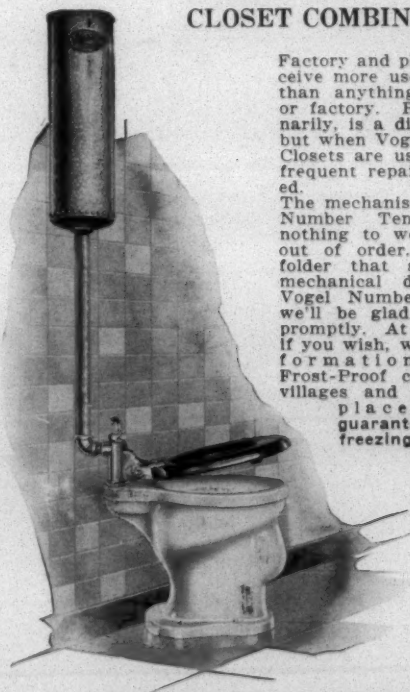 CLOSET COMBIN
Factory and p
ceive more us
than anything
or factory.
narily, is a di
but when Vog
Closets are us
frequent repai
ed.
The mechanis
Number Ten
nothing to we
out of order.
folder that
mechanical d
Vogel Numbe
we'll be glad
promptly. At
if you wish, w
formation
Frost-Proof c
villages and
place
guarant
freezing